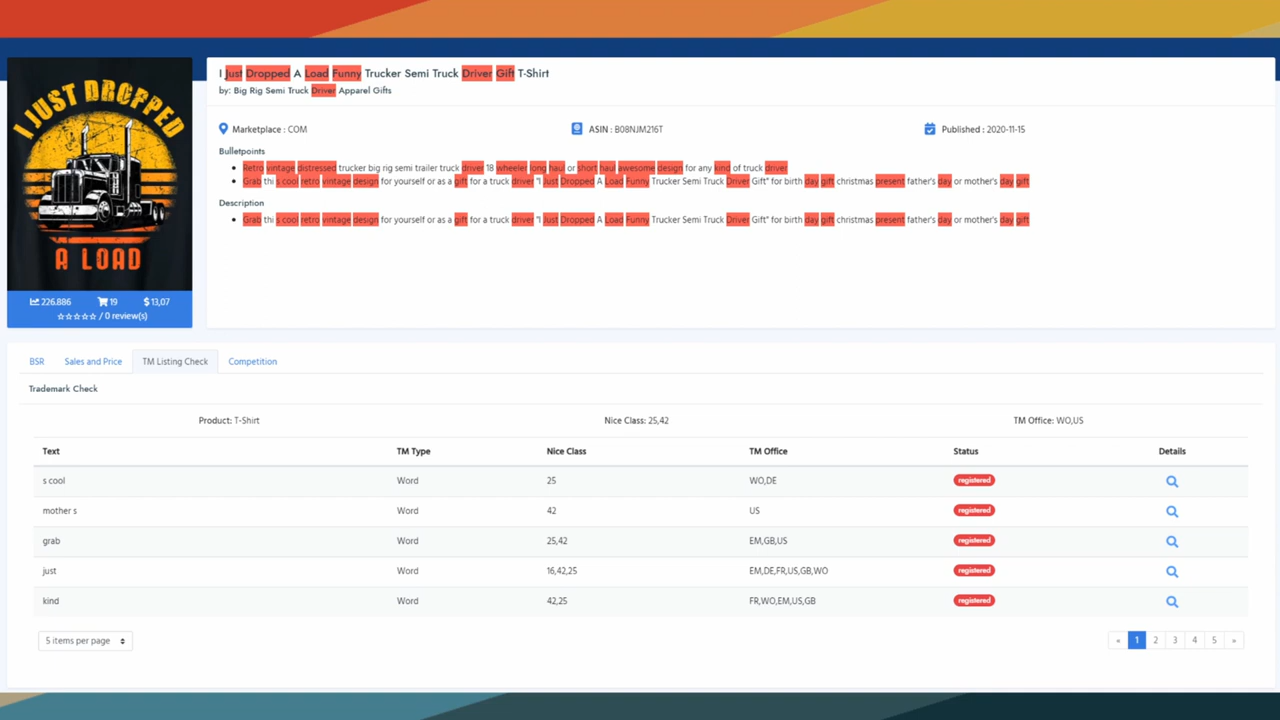 I JUST DROPPED
A LOAD
226.886 19 $ 13,07
/ 0 review(s)
I Just Dropped A Load Funny Trucker Semi Truck Driver Gift T-Shirt
by: Big Rig Semi Truck Driver Apparel Gifts
Marketplace : COM ASIN : B08NJM216T Published : 2020-11-15
Bulletpoints
Retro vintage distressed trucker big rig semi trailer truck driver 18 wheeler long haul or short haul awesome design for any kind of truck driver
Grab thi s cool retro vintage design for yourself or as a gift for a truck driver "I Just Dropped A Load Funny Trucker Semi Truck Driver Gift" for birth day gift christmas present father's day or mother's day gift
Description
Grab thi s cool retro vintage design for yourself or as a gift for a truck driver "I Just Dropped A Load Funny Trucker Semi Truck Driver Gift" for birth day gift christmas present father's day or mother's day gift
BSR Sales and Price TM Listing Check Competition
Trademark Check
Product: T-Shirt Nice Class: 25,42 TM Office: WO,US
Text TM Type Nice Class TM Office Status Details
s cool Word 25 WO,DE registered
mother s Word 42 US registered
grab Word 25,42 EM,GB,US registered
just Word 16,42,25 EM,DE,FR,US,GB,WO registered
kind Word 42,25 FR,WO,EM,US,GB registered
5 items per page « 1 2 3 4 5 »